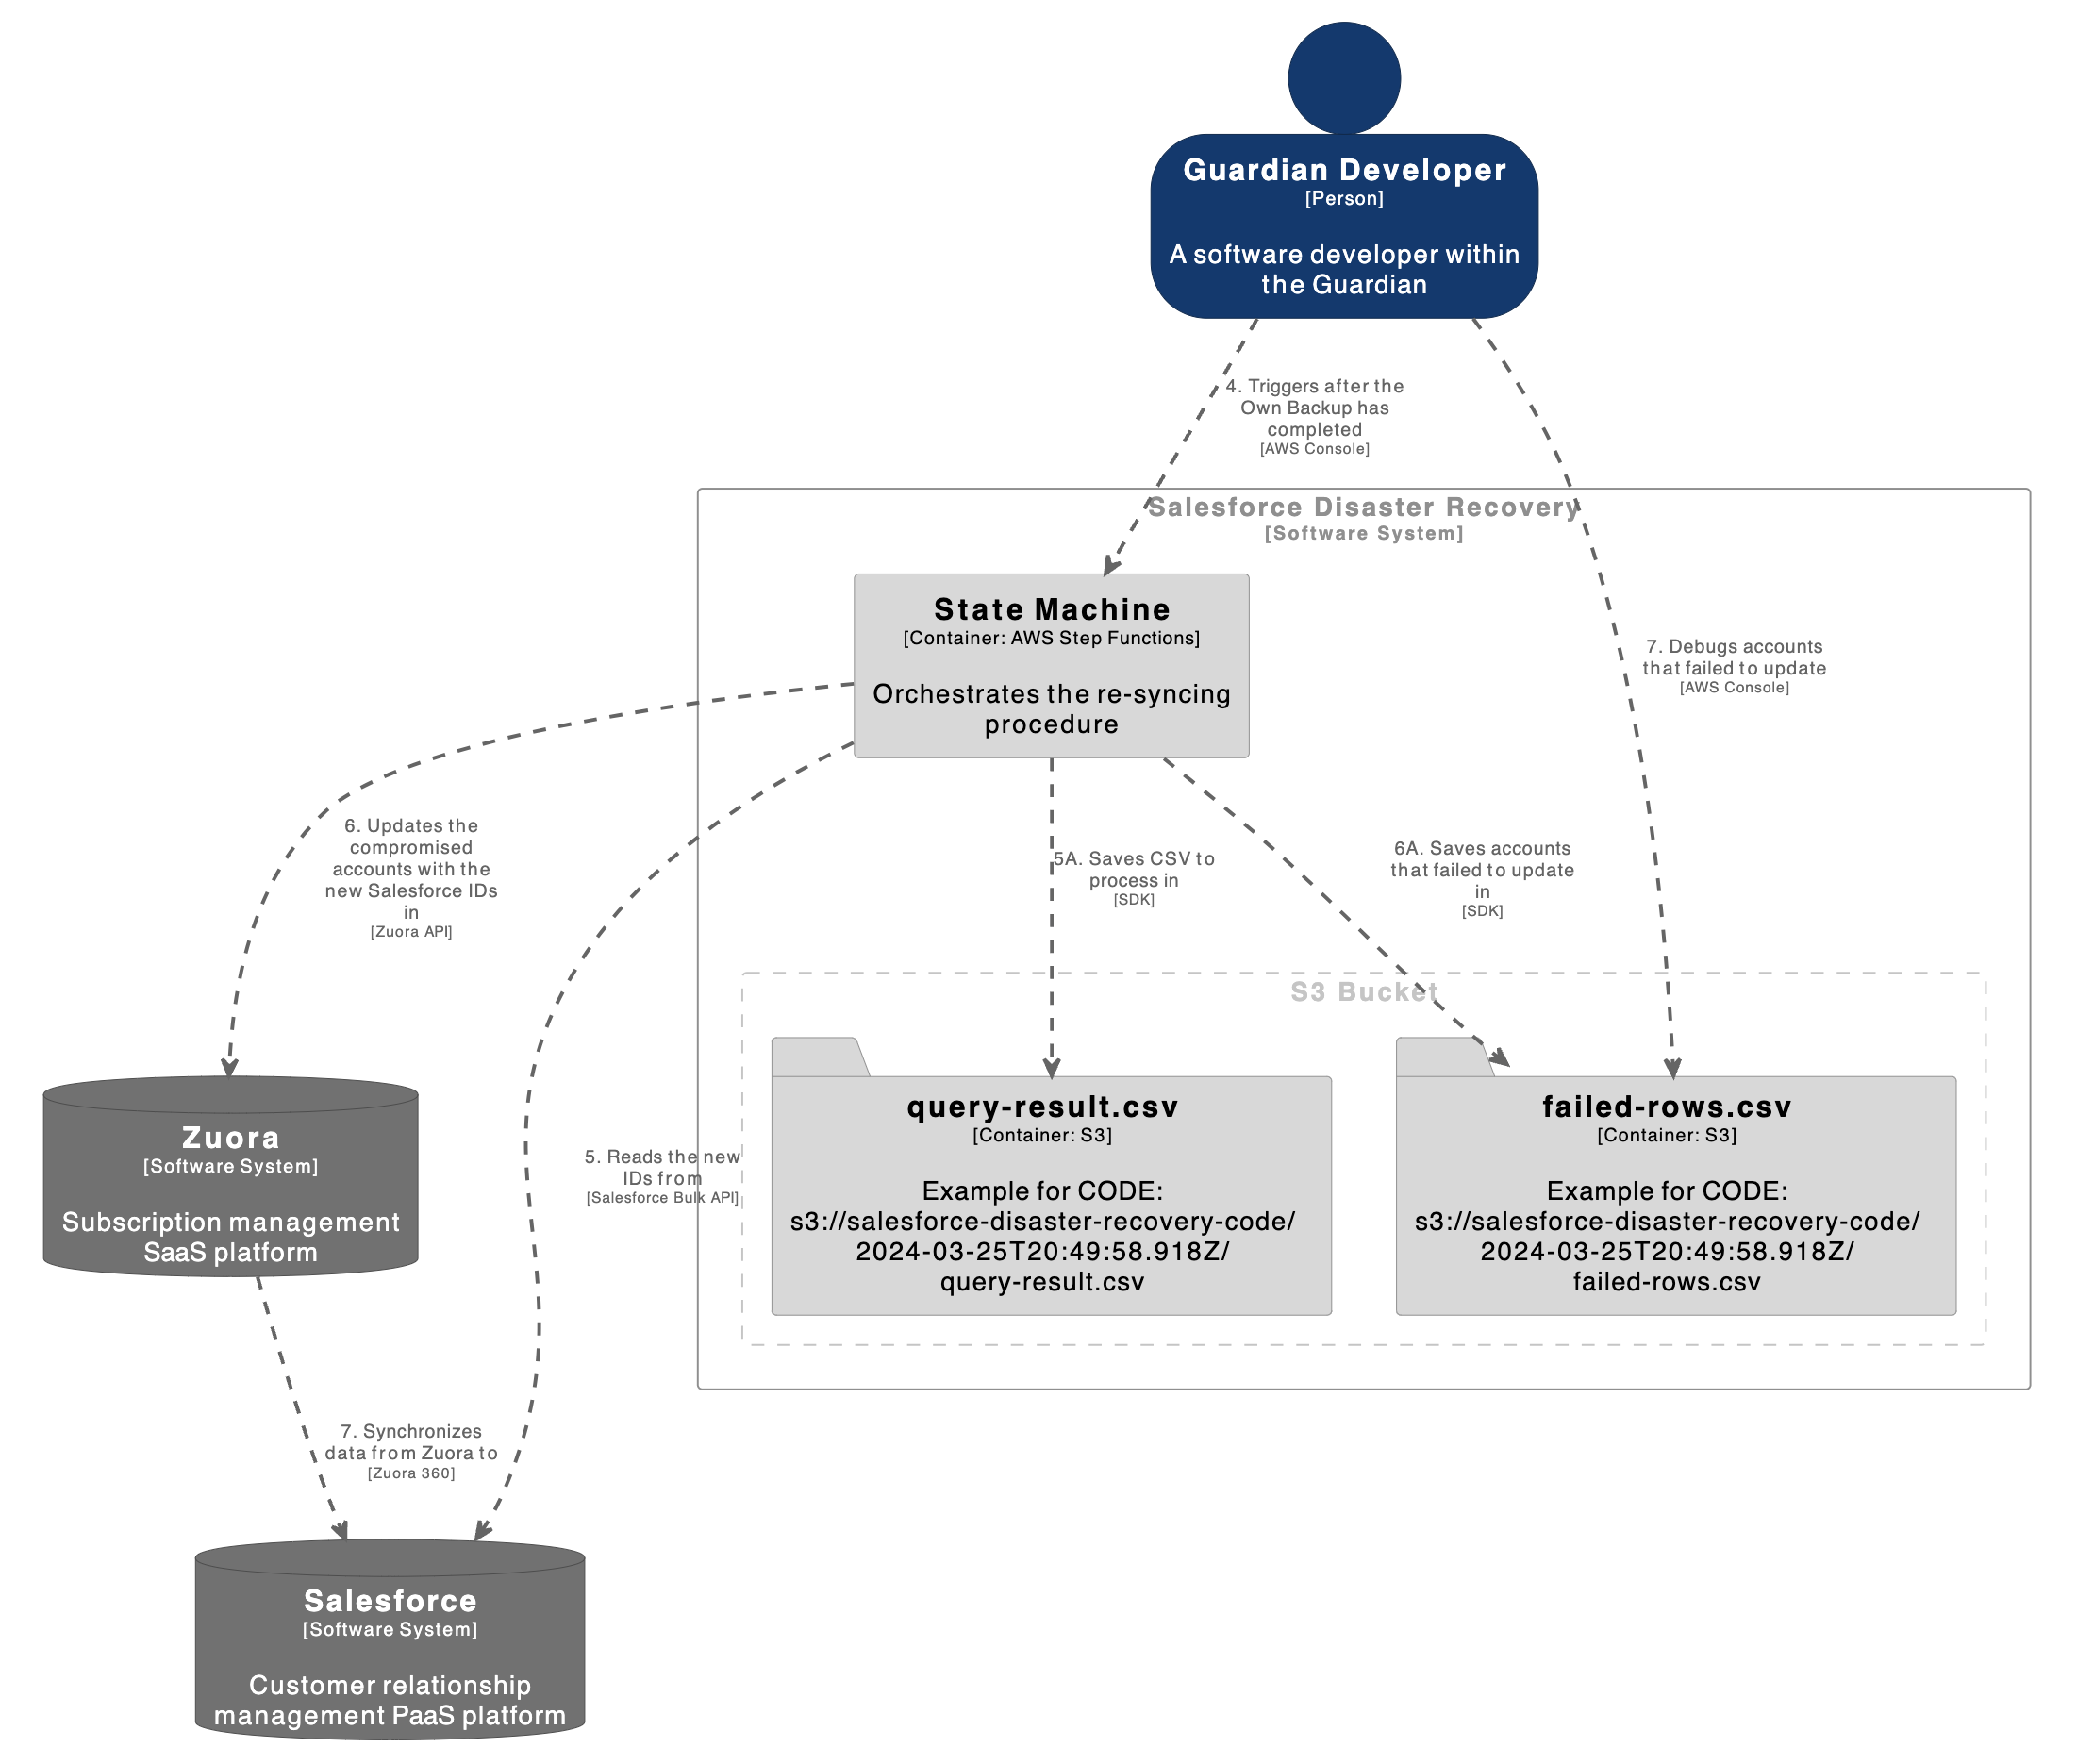 Guardian Developer
[Person]
A software developer within
the Guardian
4. Triggers after the
Own Backup has
completed
[AWS Console]
Salesforce Disaster Recovery
[Software System]
State Machine
[Container: AWS Step Functions]
Orchestrates the re-syncing
procedure
7. Debugs accounts
that failed to update
[AWS Console]
6. Updates the
compromised
accounts with the
new Salesforce IDs
in
[Zuora API]
5A. Saves CSV to
process in
[SDK]
6A. Saves accounts
that failed to update
in
[SDK]
S3 Bucket
query-result.csv
[Container: S3]
Example for CODE:
s3://salesforce-disaster-recovery-code/
2024-03-25T20:49:58.918Z/
query-result.csv
failed-rows.csv
[Container: S3]
Example for CODE:
s3://salesforce-disaster-recovery-code/
2024-03-25T20:49:58.918Z/
failed-rows.csv
Zuora
[Software System]
Subscription management
SaaS platform
5. Reads the new
IDs from
[Salesforce Bulk API]
7. Synchronizes
data from Zuora to
[Zuora 360]
Salesforce
[Software System]
Customer relationship
management PaaS platform